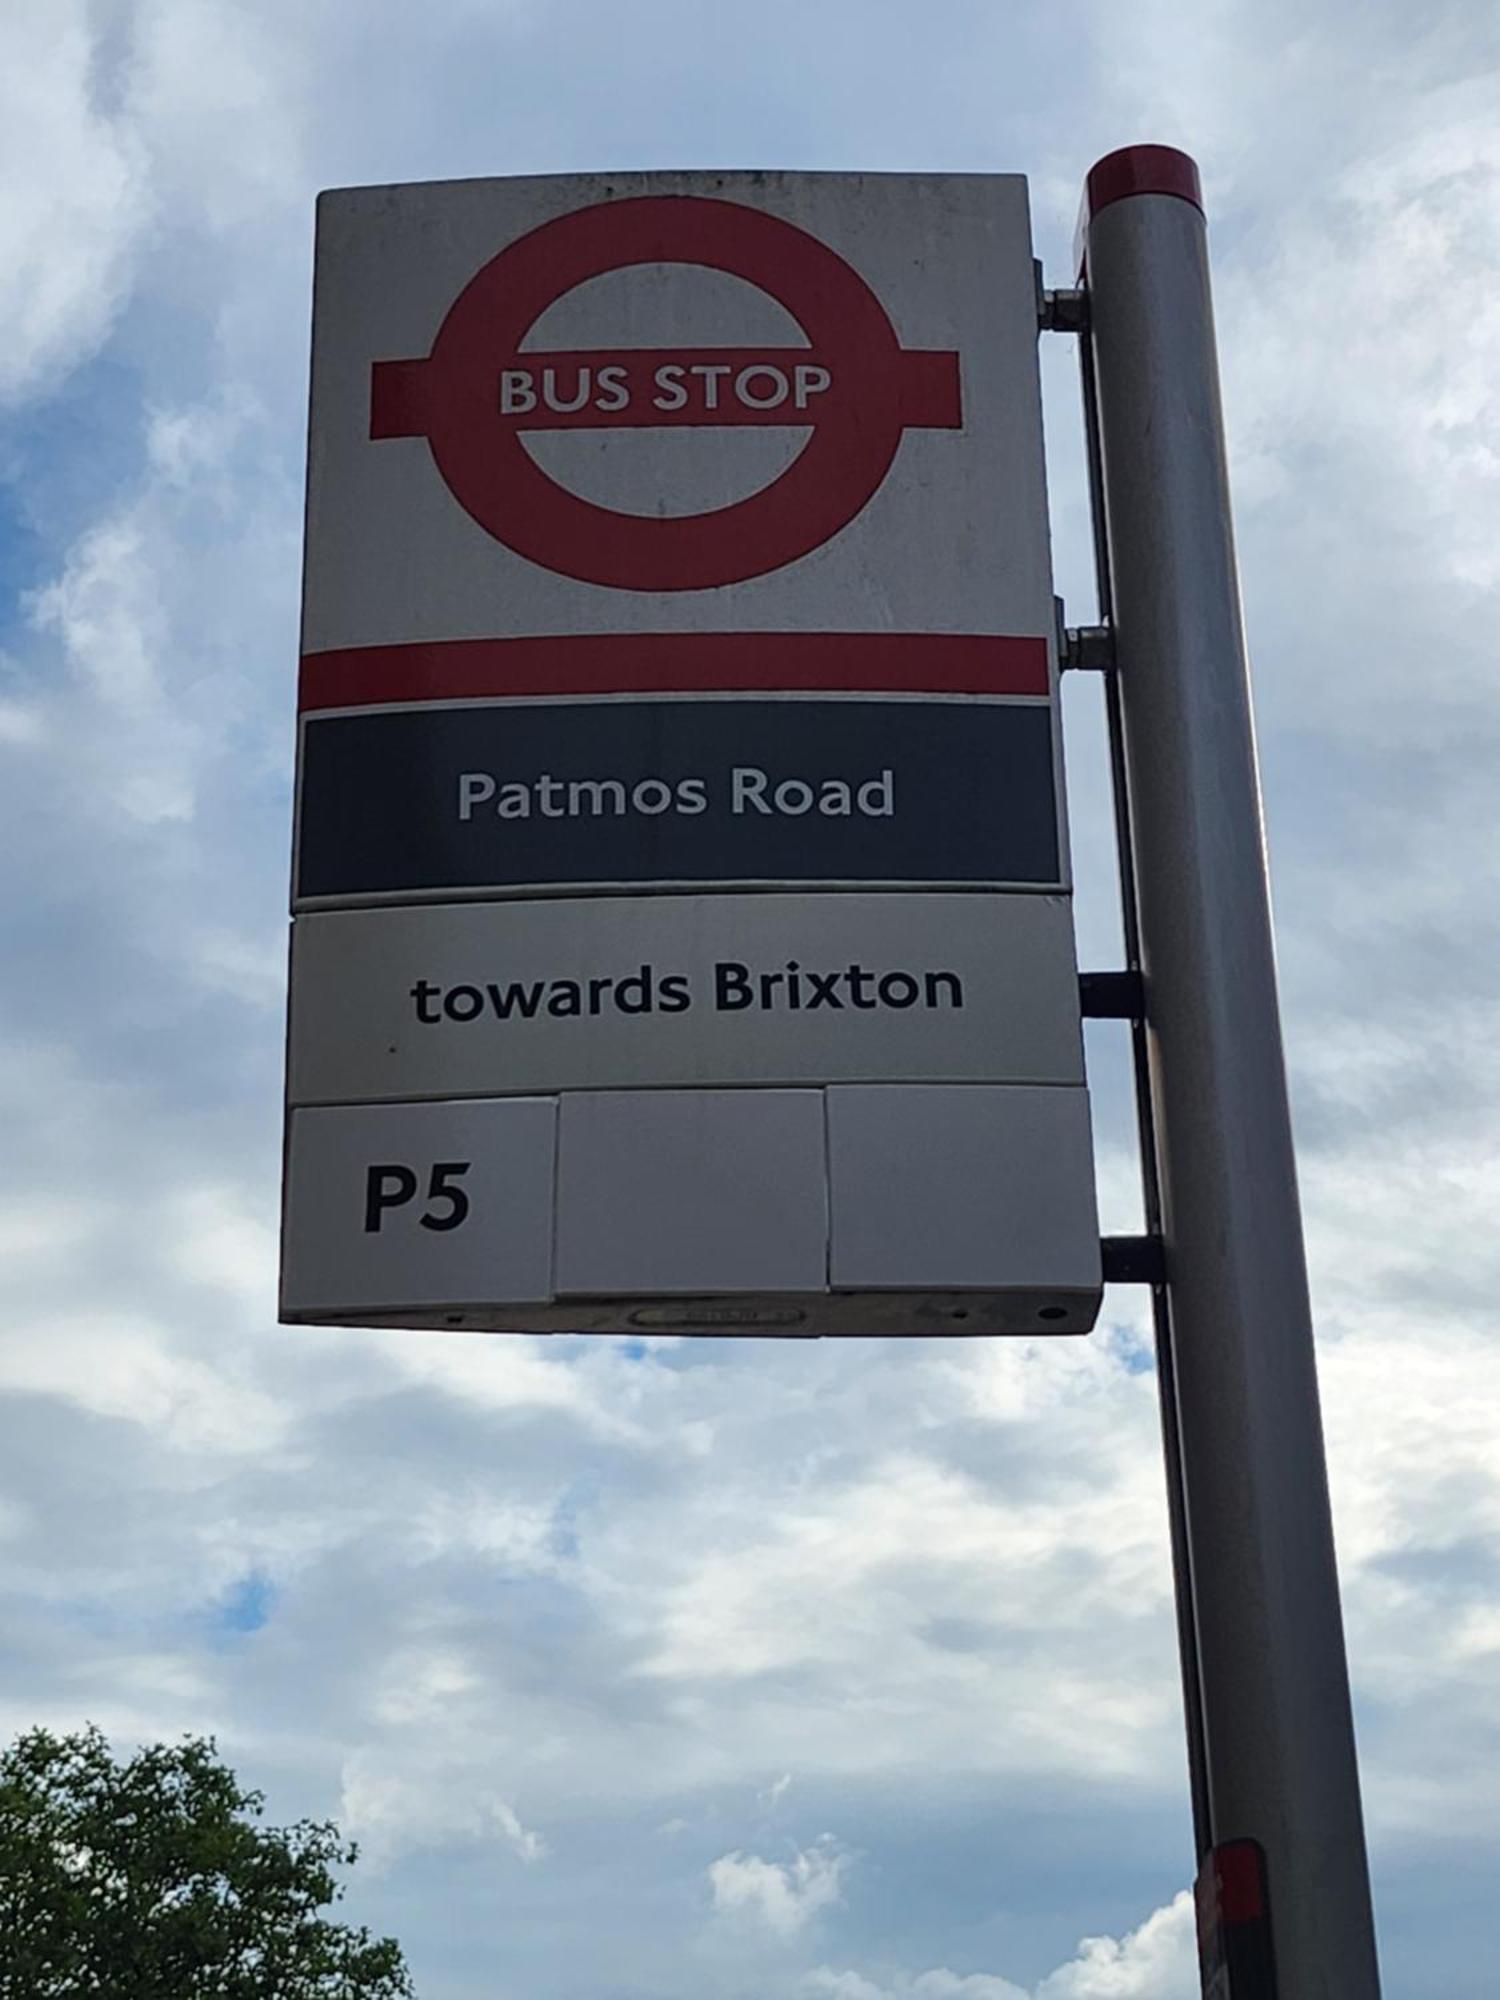 BUS STOP
Patmos Road
towards Brixton
P5